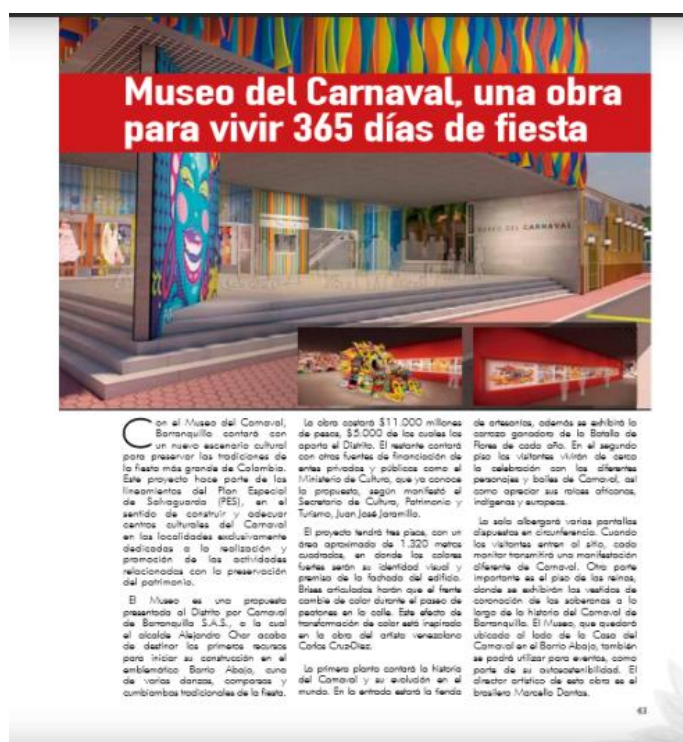 Museo del Carnaval, una obra
para vivir 365 días de fiesta
MUSEO DEL CARNAVAL
Con el Museo del Carnaval,
Barranquilla contará con
un nuevo escenario cultural
para preservar las tradiciones de
la fiesta más grande de Colombia.
Este proyecto hace parte de los
lineamientos del Plan Especial
de Salvaguarda (PES), en el
sentido de construir y adecuar
centros culturales del Carnaval
en las localidades exclusivamente
dedicadas a la realización y
promoción de las actividades
relacionadas con la preservación
del patrimonio.
El Museo es una propuesta
presentada al Distrito por Carnaval
de Barranquilla S.A.S., a la cual
el alcalde Alejandro Char acaba
de destinar los primeros recursos
para iniciar su construcción en el
emblemático Barrio Abajo, cuna
de varias danzas, comparsas y
cumbiambas tradicionales de la fiesta.
La obra costará $11.000 millones
de pesos, $5.000 de los cuales los
aporta el Distrito. El restante contará
con otras fuentes de financiación de
entes privados y públicos como el
Ministerio de Cultura, que ya conoce
la propuesta, según manifestó el
Secretario de Cultura, Patrimonio y
Turismo, Juan José Jaramillo.
El proyecto tendrá tres pisos, con un
área aproximada de 1.320 metros
cuadrados, en donde los colores
fuertes serán su identidad visual y
premisa de la fachada del edificio.
Brises articulados harán que el frente
cambie de color durante el paseo de
peatones en la calle. Este efecto de
transformación de color está inspirado
en la obra del artista venezolano
Carlos Cruz-Diez.
La primera planta contará la historia
del Carnaval y su evolución en el
mundo. En la entrada estará la tienda
de artesanías, además se exhibirá la
carroza ganadora de la Batalla de
Flores de cada año. En el segundo
piso los visitantes vivirán de cerca
la celebración con los diferentes
personajes y bailes de Carnaval, así
como apreciar sus raíces africanas,
indígenas y europeas.
La sala albergará varias pantallas
dispuestas en circunferencia. Cuando
los visitantes entren al sitio, cada
monitor transmitirá una manifestación
diferente de Carnaval. Otra parte
importante es el piso de las reinas,
donde se exhibirán los vestidos de
coronación de las soberanas a lo
largo de la historia del Carnaval de
Barranquilla. El Museo, que quedará
ubicado al lado de la Casa del
Carnaval en el Barrio Abajo, también
se podrá utilizar para eventos, como
parte de su autosostenibilidad. El
director artístico de esta obra es el
brasilero Marcello Dantas.
43